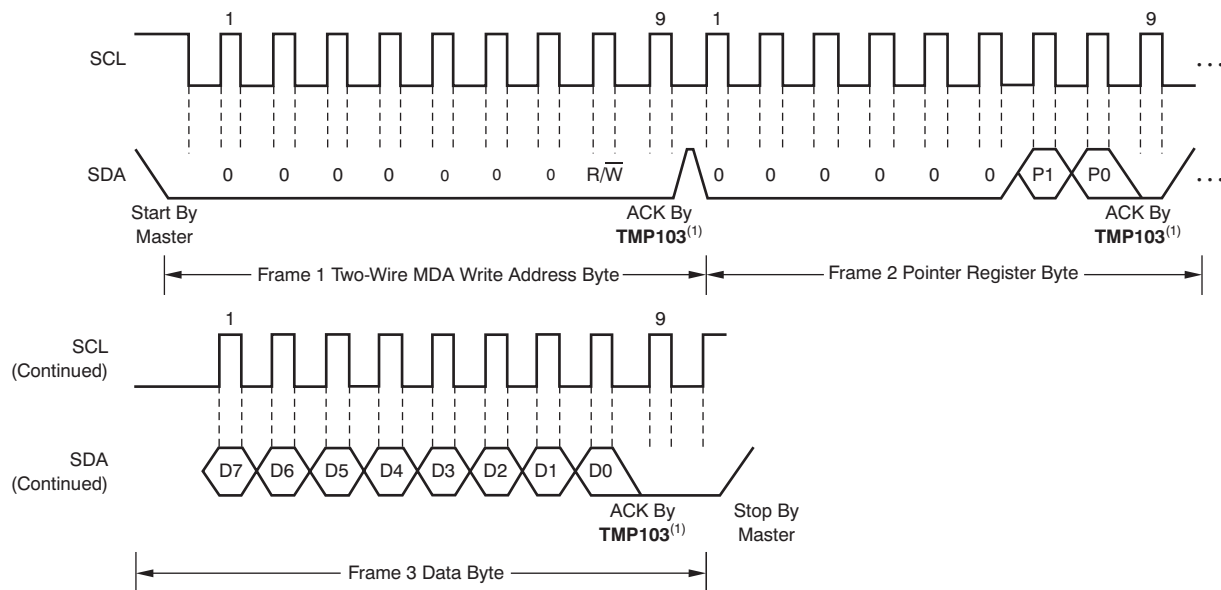 1 9 1 9
SCL ...
SDA 0 0 0 0 0 0 0 R/W̅ 0 0 0 0 0 0 P1 P0 ...
Start By Master
ACK By TMP103(1)
ACK By TMP103(1)
Frame 1 Two-Wire MDA Write Address Byte
Frame 2 Pointer Register Byte
1 9
SCL (Continued)
SDA (Continued)
D7 D6 D5 D4 D3 D2 D1 D0
ACK By TMP103(1)
Stop By Master
Frame 3 Data Byte